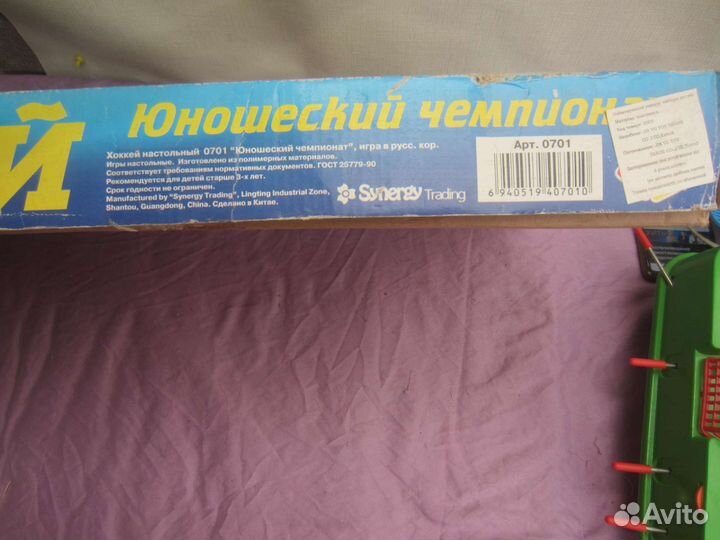 Й
Юношеский чемпиона
Хоккей настольный 0701 "Юношеский чемпионат", игра в русс. кор.
Игры настольные. Изготовлено из полимерных материалов.
Соответствует требованиям нормативных документов. ГОСТ 25779-90
Рекомендуется для детей старше 3-х лет.
Срок годности не ограничен.
Manufactured by "Synergy Trading", Lingting Industrial Zone,
Shantou, Guangdong, China. Сделано в Китае.
Synergy Trading
Арт. 0701
6 940519 407010
Avito